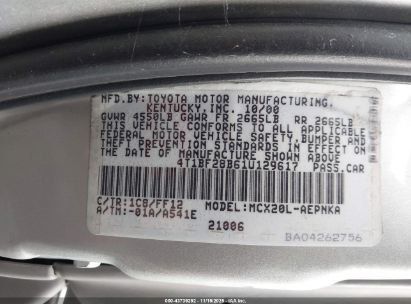 MFD.BY:TOYOTA MOTOR MANUFACTURING,
KENTUCKY,INC. 10/00
GVWR 4550LB GAWR FR 2665LB RR 2665LB
THIS VEHICLE CONFORMS TO ALL APPLICABLE
FEDERAL MOTOR VEHICLE SAFETY, BUMPER AND
THEFT PREVENTION STANDARDS IN EFFECT ON
THE DATE OF MANUFACTURE SHOWN ABOVE.
4T1BF28B61U129617 PASS.CAR
C/TR:1C8/FF12 MODEL:MCX20L-AEPNKA
A/TM:-01A/A541E
21006
BA04262756